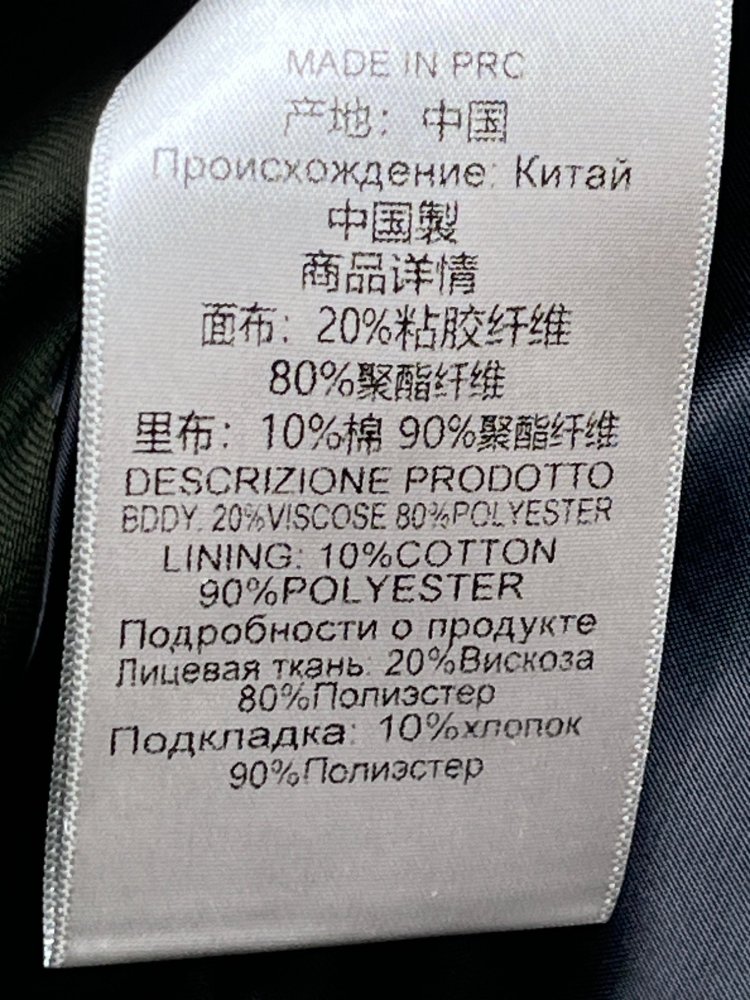 MADE IN PRC
产地：中国
Происхождение: Китай
中国製
商品详情
面布：20%粘胶纤维
80%聚酯纤维
里布：10%棉 90%聚酯纤维
DESCRIZIONE PRODOTTO
BDDY: 20%VISCOSE 80%POLYESTER
LINING: 10%COTTON
90%POLYESTER
Подробности о продукте
Лицевая ткань: 20%Вискоза
80%Полиэстер
Подкладка: 10%хлопок
90%Полиэстер